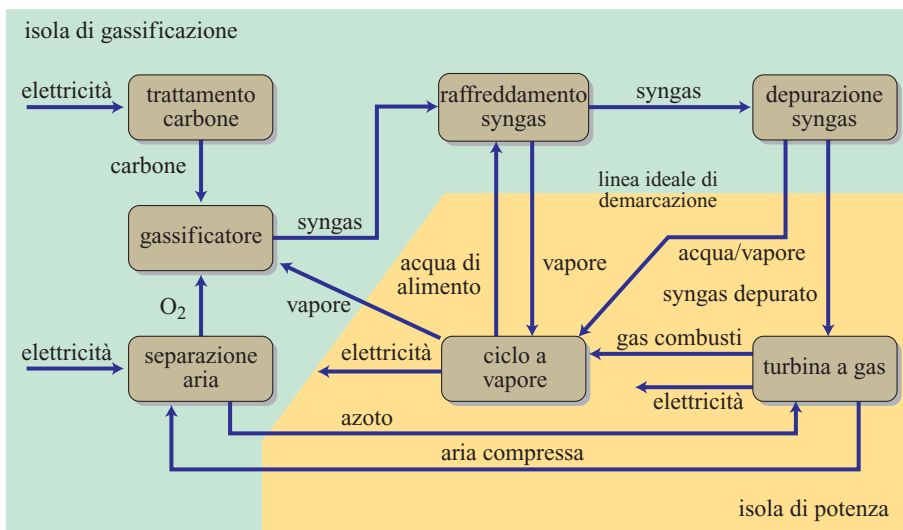 isola di gassificazione
elettricità
trattamento
carbone
raffreddamento
syngas
syngas
depurazione
syngas
carbone
linea ideale di
demarcazione
gassificatore
syngas
acqua di
alimento
vapore
acqua/vapore
O2
vapore
syngas depurato
elettricità
separazione
aria
elettricità
ciclo a
vapore
gas combusti
turbina a gas
elettricità
azoto
aria compressa
isola di potenza